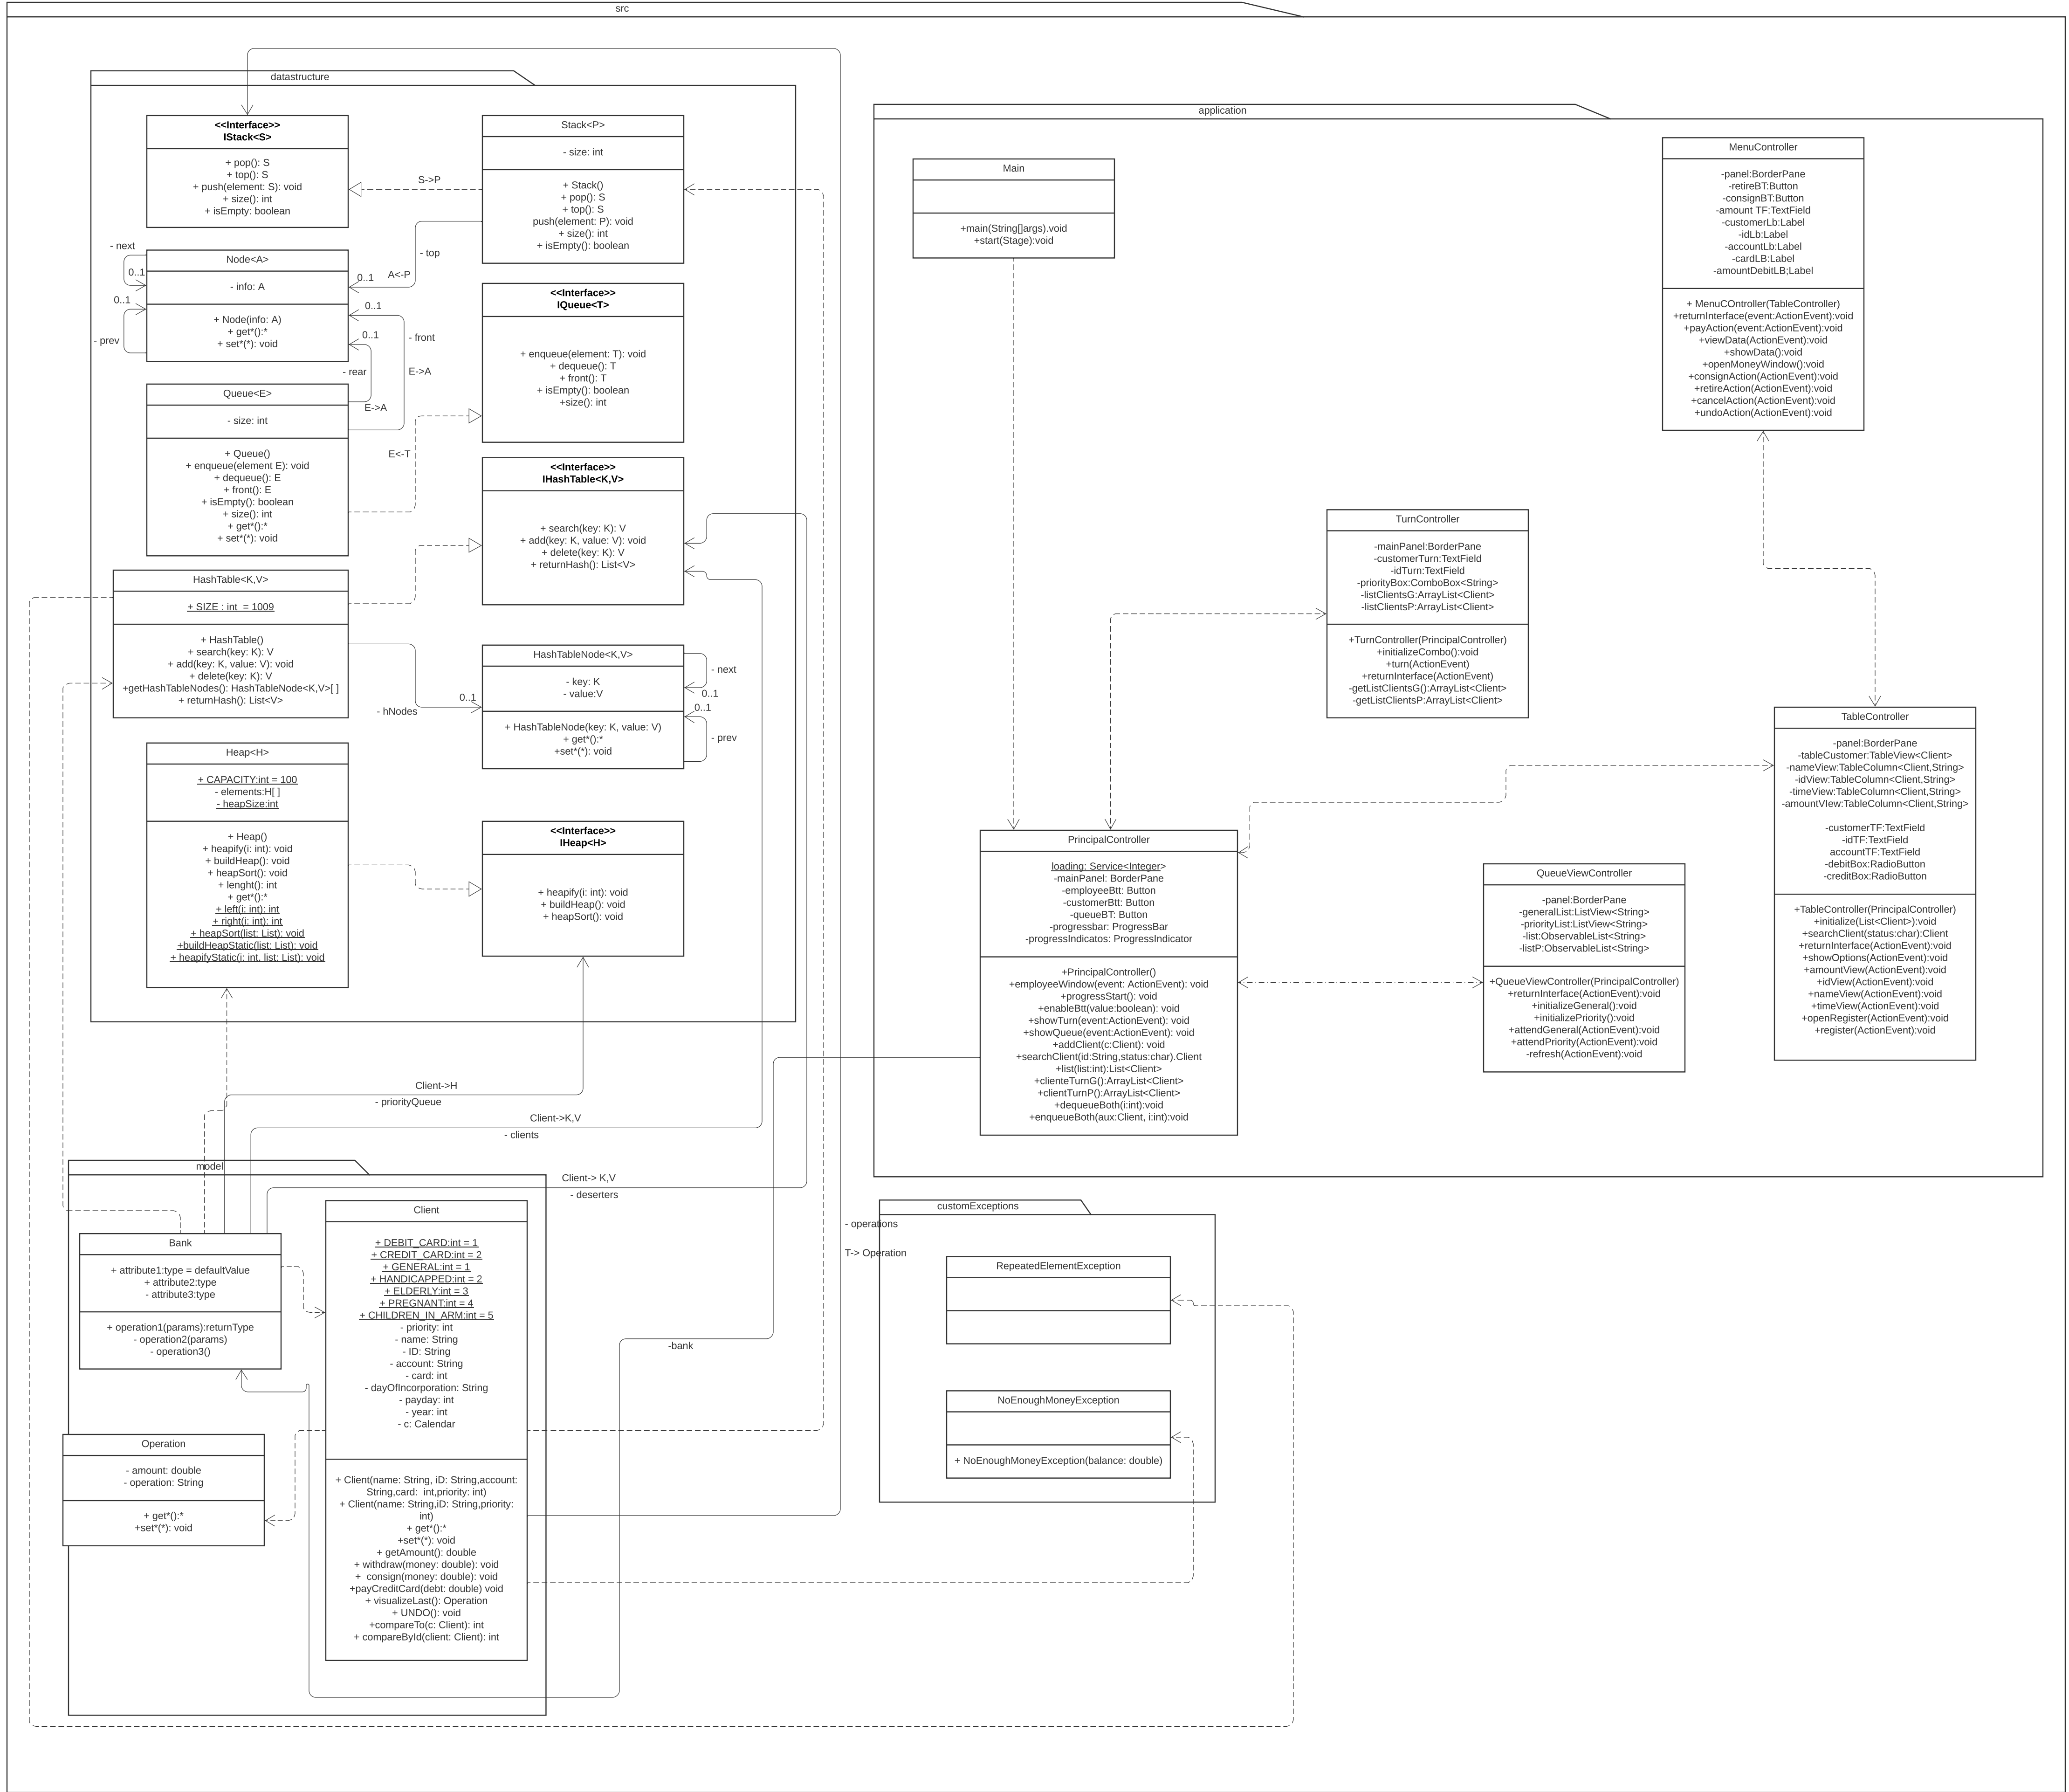 src
datastructure
<<Interface>>
IStack<S>
+ pop(): S
+ top(): S
+ push(element: S): void
+ size(): int
+ isEmpty: boolean
S->P
Stack<P>
- size: int
+ Stack()
+ pop(): S
+ top(): S
push(element: P): void
+ size(): int
+ isEmpty(): boolean
- top
A<-P
0..1
- next
0..1
0..1
- prev
Node<A>
- info: A
+ Node(info: A)
+ get*():*
+ set*(*): void
0..1
0..1
- front
- rear
E->A
E->A
<<Interface>>
IQueue<T>
+ enqueue(element: T): void
+ dequeue(): T
+ front(): T
+ isEmpty(): boolean
+size(): int
Queue<E>
- size: int
+ Queue()
+ enqueue(element E): void
+ dequeue(): E
+ front(): E
+ isEmpty(): boolean
+ size(): int
+ get*():*
+ set*(*): void
E<-T
<<Interface>>
IHashTable<K,V>
+ search(key: K): V
+ add(key: K, value: V): void
+ delete(key: K): V
+ returnHash(): List<V>
HashTable<K,V>
+ SIZE : int  = 1009
+ HashTable()
+ search(key: K): V
+ add(key: K, value: V): void
+ delete(key: K): V
+getHashTableNodes(): HashTableNode<K,V>[ ]
+ returnHash(): List<V>
- hNodes
0..1
HashTableNode<K,V>
- key: K
- value:V
+ HashTableNode(key: K, value: V)
+ get*():*
+set*(*): void
- next
0..1
0..1
- prev
Heap<H>
+ CAPACITY:int = 100
- elements:H[ ]
- heapSize:int
+ Heap()
+ heapify(i: int): void
+ buildHeap(): void
+ heapSort(): void
+ lenght(): int
+ get*():*
+ left(i: int): int
+ right(i: int): int
+ heapSort(list: List): void
+buildHeapStatic(list: List): void
+ heapifyStatic(i: int, list: List): void
<<Interface>>
IHeap<H>
+ heapify(i: int): void
+ buildHeap(): void
+ heapSort(): void
Client->H
- priorityQueue
Client->K,V
- clients
Client-> K,V
- deserters
model
Bank
+ attribute1:type = defaultValue
+ attribute2:type
- attribute3:type
+ operation1(params):returnType
- operation2(params)
- operation3()
Client
+ DEBIT_CARD:int = 1
+ CREDIT_CARD:int = 2
+ GENERAL:int = 1
+ HANDICAPPED:int = 2
+ ELDERLY:int = 3
+ PREGNANT:int = 4
+ CHILDREN_IN_ARM:int = 5
- priority: int
- name: String
- ID: String
- account: String
- card: int
- dayOfIncorporation: String
- payday: int
- year: int
- c: Calendar
+ Client(name: String, iD: String,account:
String,card:  int,priority: int)
+ Client(name: String,iD: String,priority:
int)
+ get*():*
+set*(*): void
+ getAmount(): double
+ withdraw(money: double): void
+  consign(money: double): void
+payCreditCard(debt: double) void
+ visualizeLast(): Operation
+ UNDO(): void
+compareTo(c: Client): int
+ compareById(client: Client): int
Operation
- amount: double
- operation: String
+ get*():*
+set*(*): void
-bank
- operations
T-> Operation
application
Main
+main(String[]args).void
+start(Stage):void
MenuController
-panel:BorderPane
-retireBT:Button
-consignBT:Button
-amount TF:TextField
-customerLb:Label
-idLb:Label
-accountLb:Label
-cardLB:Label
-amountDebitLB;Label
+ MenuCOntroller(TableController)
+returnInterface(event:ActionEvent):void
+payAction(event:ActionEvent):void
+viewData(ActionEvent):void
+showData():void
+openMoneyWindow():void
+consignAction(ActionEvent):void
+retireAction(ActionEvent):void
+cancelAction(ActionEvent):void
+undoAction(ActionEvent):void
TurnController
-mainPanel:BorderPane
-customerTurn:TextField
-idTurn:TextField
-priorityBox:ComboBox<String>
-listClientsG:ArrayList<Client>
-listClientsP:ArrayList<Client>
+TurnController(PrincipalController)
+initializeCombo():void
+turn(ActionEvent)
+returnInterface(ActionEvent)
-getListClientsG():ArrayList<Client>
-getListClientsP:ArrayList<Client>
TableController
-panel:BorderPane
-tableCustomer:TableView<Client>
-nameView:TableColumn<Client,String>
-idView:TableColumn<Client,String>
-timeView:TableColumn<Client,String>
-amountVIew:TableColumn<Client,String>
-customerTF:TextField
-idTF:TextField
accountTF:TextField
-debitBox:RadioButton
-creditBox:RadioButton
+TableController(PrincipalController)
+initialize(List<Client>):void
+searchClient(status:char):Client
+returnInterface(ActionEvent):void
+showOptions(ActionEvent):void
+amountView(ActionEvent):void
+idView(ActionEvent):void
+nameView(ActionEvent):void
+timeView(ActionEvent):void
+openRegister(ActionEvent):void
+register(ActionEvent):void
PrincipalController
loading: Service<Integer>
-mainPanel: BorderPane
-employeeBtt: Button
-customerBtt: Button
-queueBT: Button
-progressbar: ProgressBar
-progressIndicatos: ProgressIndicator
+PrincipalController()
+employeeWindow(event: ActionEvent): void
+progressStart(): void
+enableBtt(value:boolean): void
+showTurn(event:ActionEvent): void
+showQueue(event:ActionEvent): void
+addClient(c:Client): void
+searchClient(id:String,status:char).Client
+list(list:int):List<Client>
+clienteTurnG():ArrayList<Client>
+clientTurnP():ArrayList<Client>
+dequeueBoth(i:int):void
+enqueueBoth(aux:Client, i:int):void
QueueViewController
-panel:BorderPane
-generalList:ListView<String>
-priorityList:ListView<String>
-list:ObservableList<String>
-listP:ObservableList<String>
+QueueViewController(PrincipalController)
+returnInterface(ActionEvent):void
+initializeGeneral():void
+initializePriority():void
+attendGeneral(ActionEvent):void
+attendPriority(ActionEvent):void
-refresh(ActionEvent):void
customExceptions
RepeatedElementException
NoEnoughMoneyException
+ NoEnoughMoneyException(balance: double)